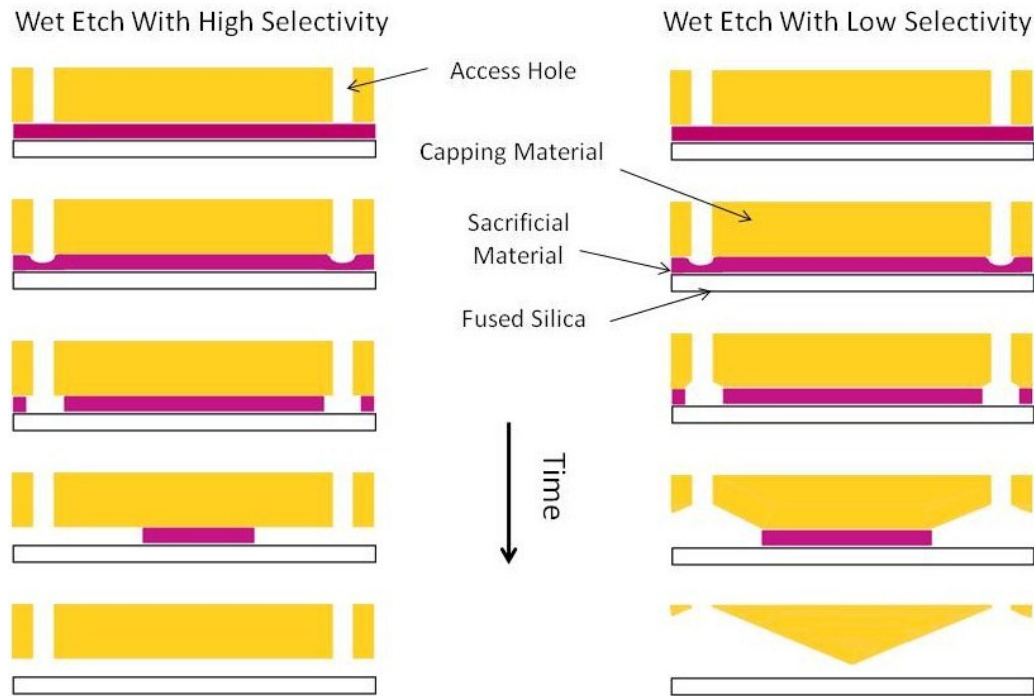 Wet Etch With High Selectivity
Wet Etch With Low Selectivity
Access Hole
Capping Material
Sacrificial
Material
Fused Silica
Time